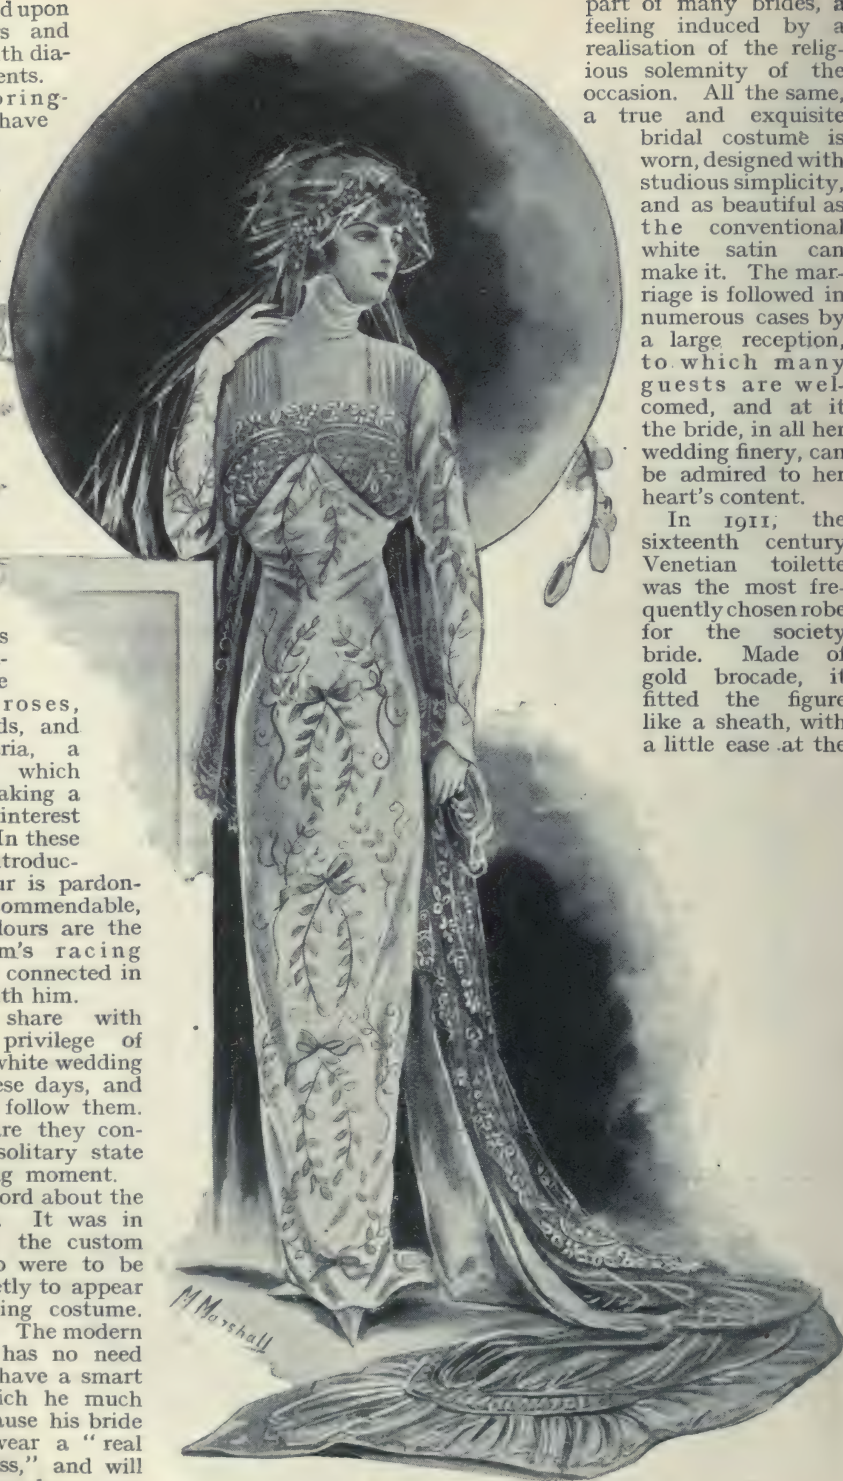 d upon
s and
th dia-
ents.
oring-
have
s
-
e
roses,
ds, and
ria, a
which
aking a
interest
In these
troduc-
ur is pardon-
ommendable,
lours are the
m's racing
connected in
th him.
share with
privilege of
white wedding
ese days, and
follow them.
are they con-
solitary state
g moment.
ord about the
. It was in
the custom
o were to be
etly to appear
ing costume.
The modern
has no need
have a smart
ich he much
ause his bride
wear a " real
ss," and will
M Marshall
part of many brides, a
feeling induced by a
realisation of the relig-
ious solemnity of the
occasion. All the same,
a true and exquisite
bridal costume is
worn, designed with
studious simplicity,
and as beautiful as
the conventional
white satin can
make it. The mar-
riage is followed in
numerous cases by
a large reception,
to which many
guests are wel-
comed, and at it
the bride, in all her
wedding finery, can
be admired to her
heart's content.
In 1911, the
sixteenth century
Venetian toilette
was the most fre-
quently chosen robe
for the society
bride. Made of
gold brocade, it
fitted the figure
like a sheath, with
a little ease at the